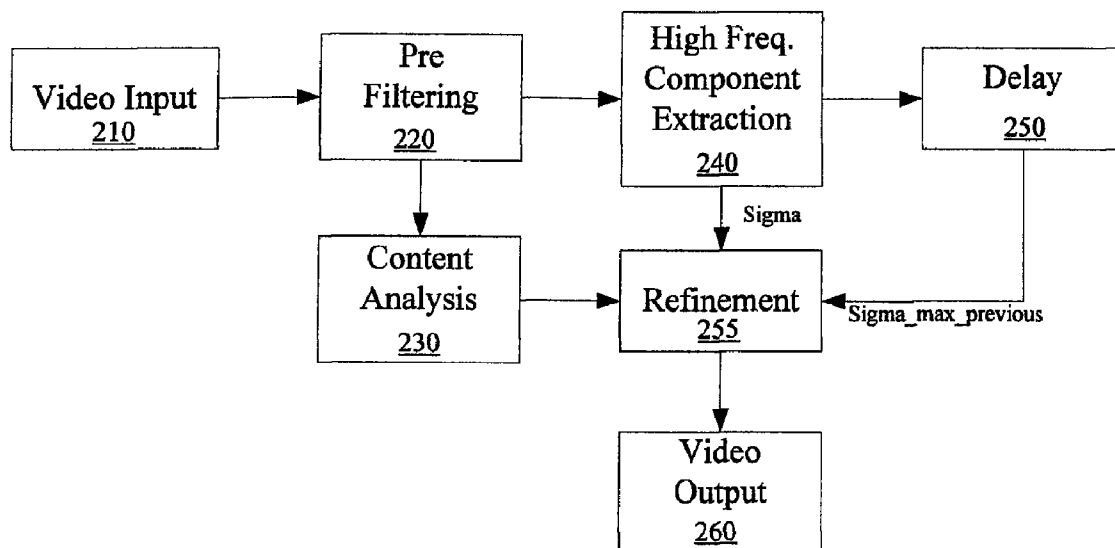 Video Input
210
Pre
Filtering
220
High Freq.
Component
Extraction
240
Delay
250
Sigma
Content
Analysis
230
Refinement
255
Sigma_max_previous
Video
Output
260